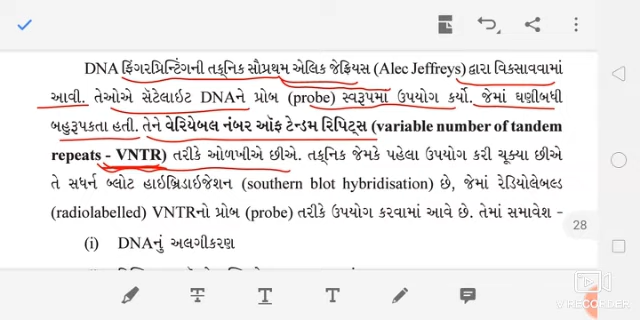 DNA ફિંગરપ્રિન્ટિંગની તક્નિક સૌપ્રથમ એલિક જેફ્રિયસ (Alec Jeffreys) દ્વારા વિકસાવવામાં
આવી. તેઓએ સૅટેલાઇટ DNAને પ્રોબ (probe) સ્વરૂપમાં ઉપયોગ કર્યો. જેમાં ઘણીબધી
બહુરૂપકતા હતી. તેને વેરિયેબલ નંબર ઑફ ટેન્ડમ રિપિટ્સ (variable number of tandem
repeats - VNTR) તરીકે ઓળખીએ છીએ. તકનિક જેમકે પહેલા ઉપયોગ કરી ચૂક્યા છીએ
તે સધર્ન બ્લોટ હાઇબ્રિડાઇજેશન (southern blot hybridisation) છે, જેમાં રેડિયોલેબલ્ડ
(radiolabelled) VNTRનો પ્રોબ (probe) તરીકે ઉપયોગ કરવામાં આવે છે. તેમાં સમાવેશ -
28
(i) DNAનું અલગીકરણ
RECORDER